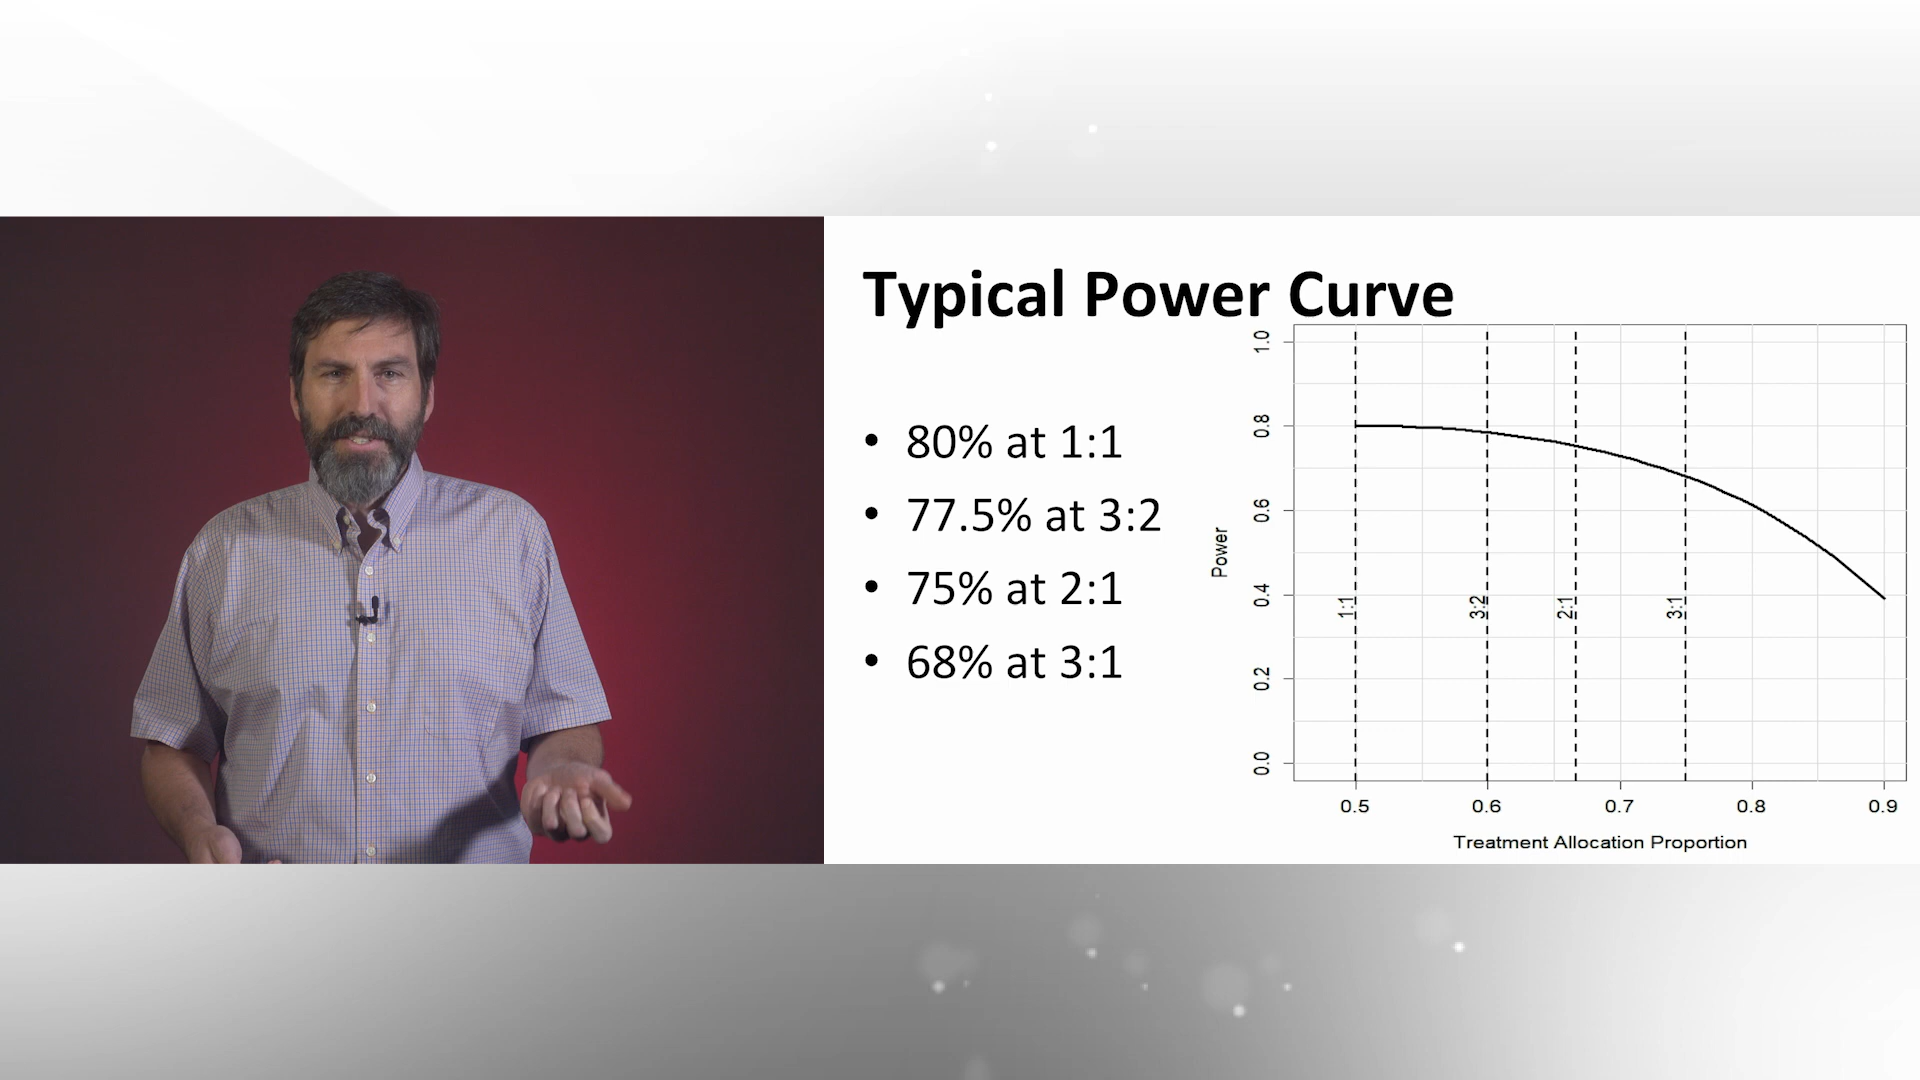 Typical Power Curve
• 80% at 1:1
• 77.5% at 3:2
• 75% at 2:1
• 68% at 3:1
Power
1.0
0.8
0.6
0.4
0.2
0.0
1:1
3:2
2:1
3:1
0.5 0.6 0.7 0.8 0.9
Treatment Allocation Proportion